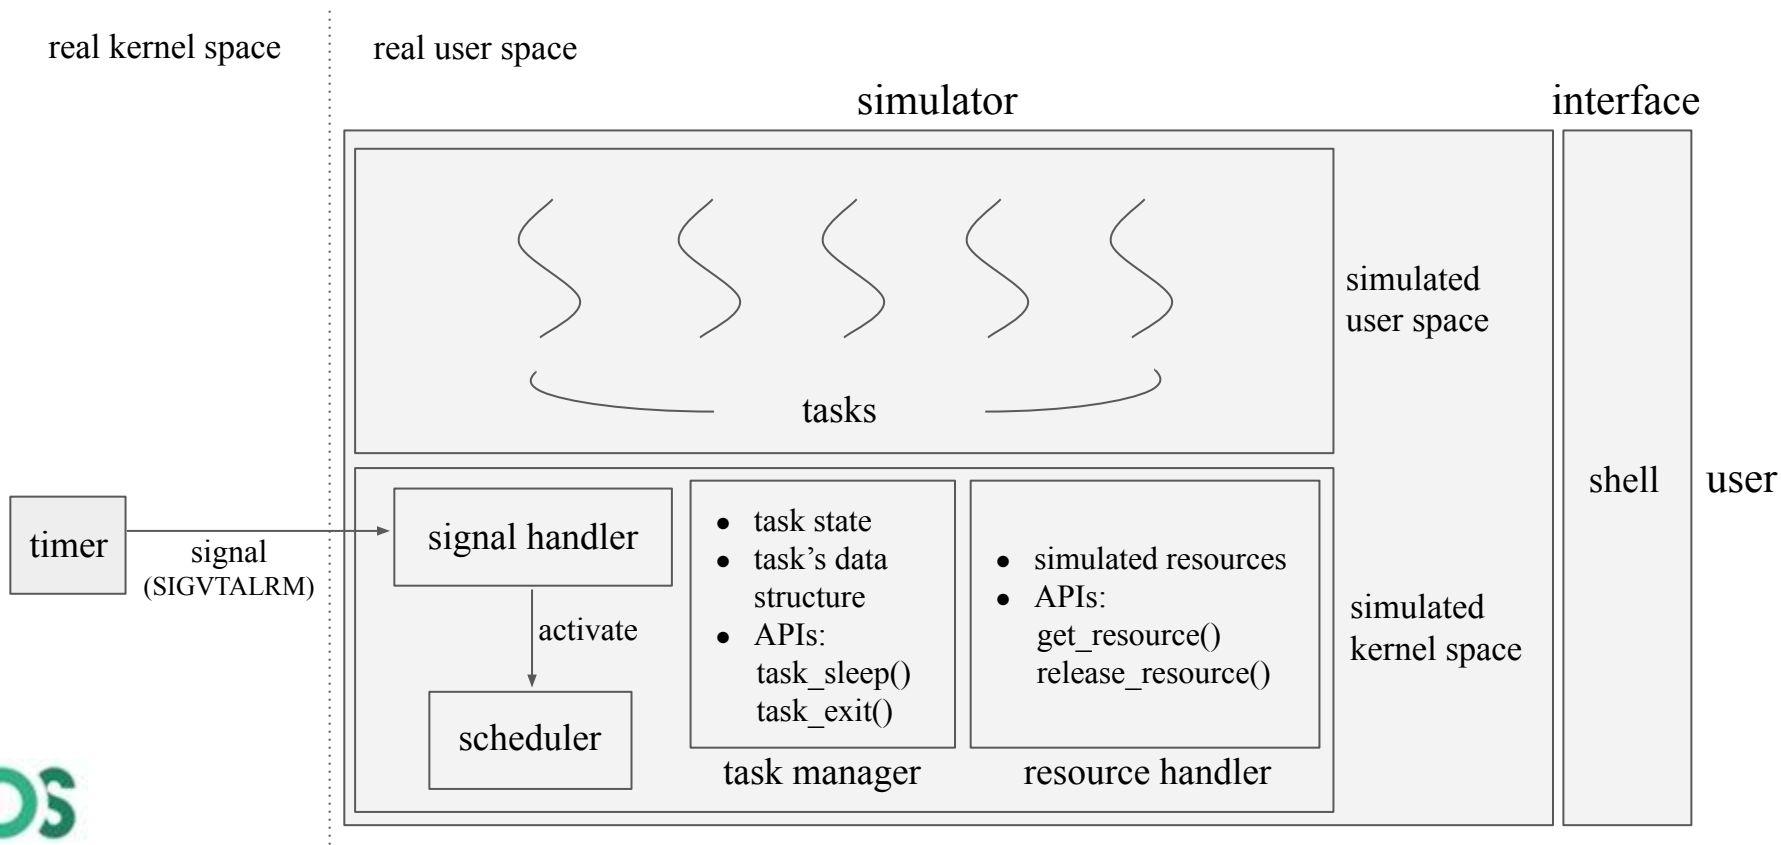 real kernel space
real user space
simulator
interface
simulated
user space
tasks
timer
signal
(SIGVTALRM)
signal handler
activate
scheduler
● task state
● task’s data
structure
● APIs:
task_sleep()
task_exit()
task manager
● simulated resources
● APIs:
get_resource()
release_resource()
resource handler
simulated
kernel space
shell
user
OS